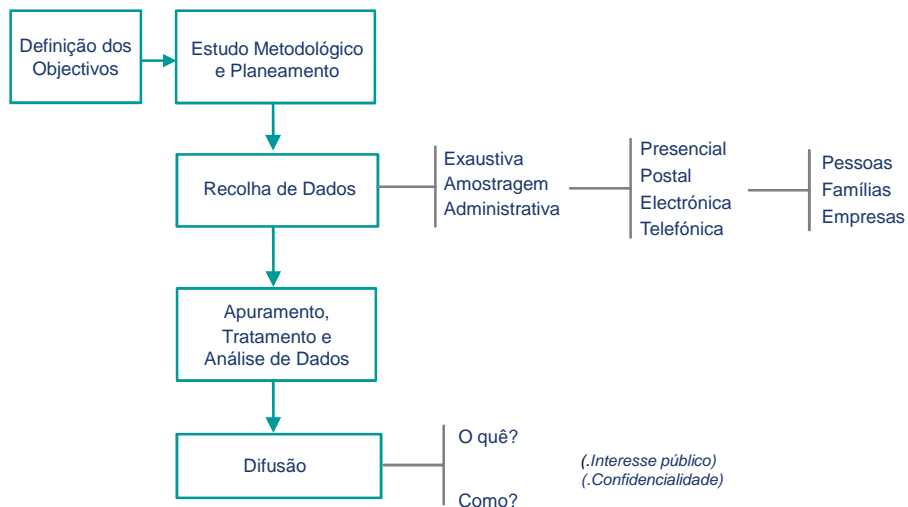 Definição dos
Objectivos
Estudo Metodológico
e Planeamento
Recolha de Dados
Exaustiva
Amostragem
Administrativa
Presencial
Postal
Electrónica
Telefónica
Pessoas
Famílias
Empresas
Apuramento,
Tratamento e
Análise de Dados
Difusão
O quê?
Como?
(.Interesse público)
(.Confidencialidade)